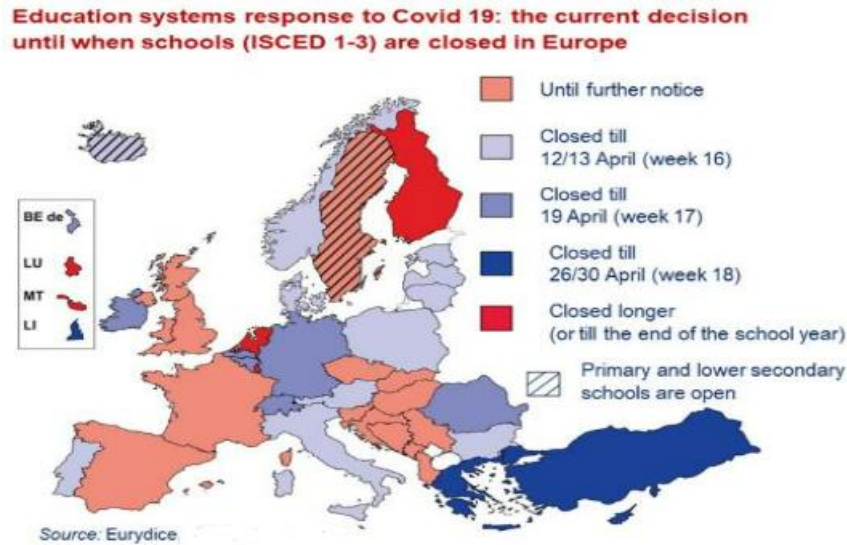 Education systems response to Covid 19: the current decision
until when schools (ISCED 1-3) are closed in Europe
Until further notice
Closed till
12/13 April (week 16)
Closed till
19 April (week 17)
Closed till
26/30 April (week 18)
Closed longer
(or till the end of the school year)
Primary and lower secondary
schools are open
BE de
LU
MT
LI
Source: Eurydice